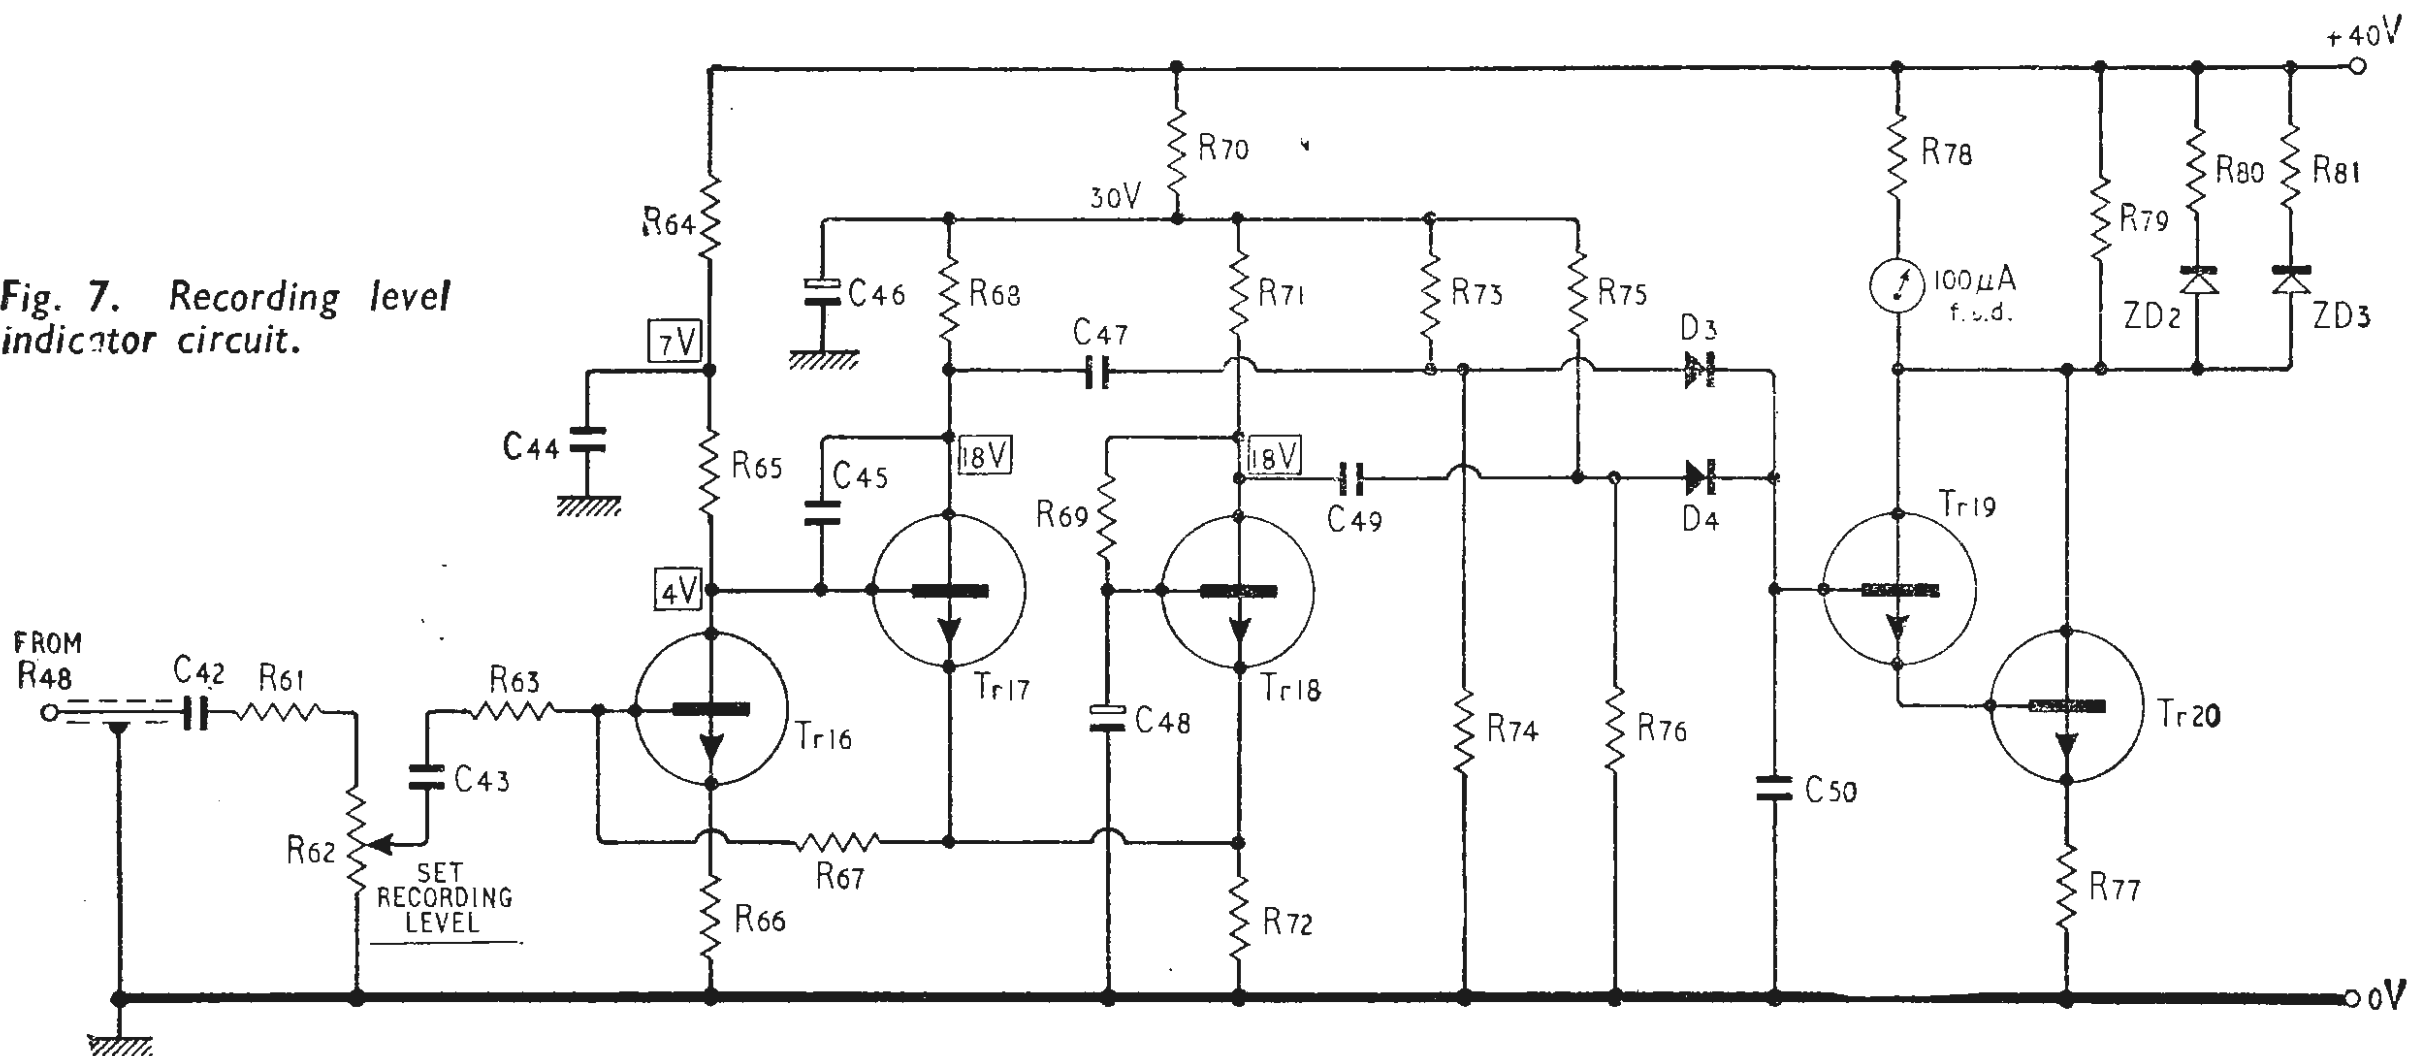 +40V
R70
R78
R80
R81
30V
R64
R79
Fig. 7. Recording level
indicator circuit.
C46
R68
R71
R73
R75
100μA
ZD2
ZD3
7V
C47
D3
C44
R65
18V
C45
18V
R69
C49
D4
Tr19
4V
FROM
R48
C42
R61
R63
Tr17
Tr18
C48
R74
R76
Tr20
Tr16
C43
C50
R62
SET
RECORDING
LEVEL
R67
R66
R72
R77
0V